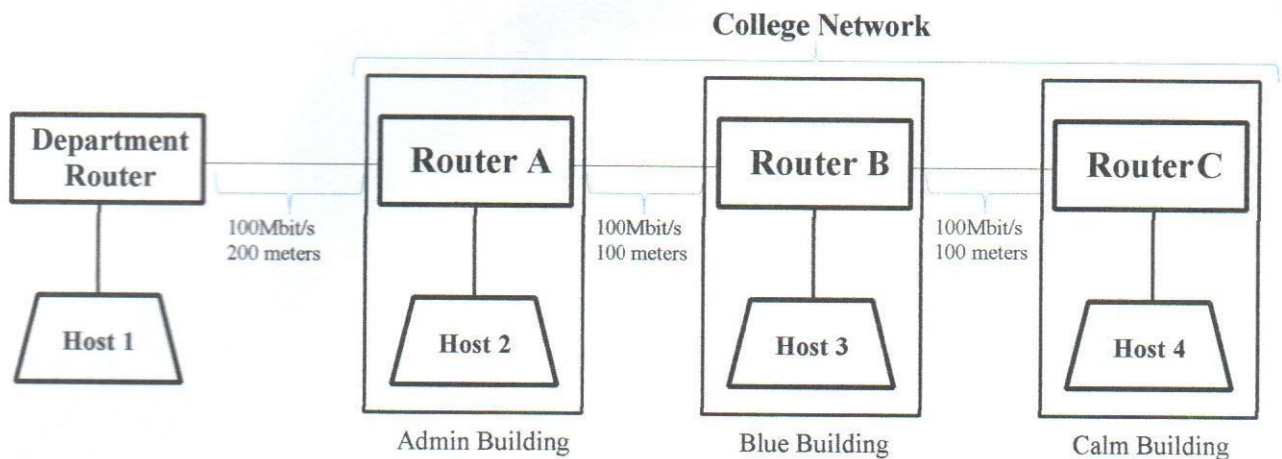 College Network
Department
Router
Router A
Router B
RouterC
100Mbit/s
200 meters
100Mbit/s
100 meters
100Mbit/s
100 meters
Host 1
Host 2
Host 3
Host 4
Admin Building
Blue Building
Calm Building